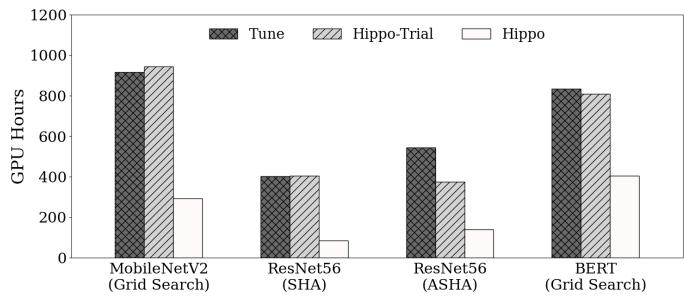 1200
1000
800
600
400
200
0
GPU Hours
Tune Hippo-Trial Hippo
MobileNetV2 ResNet56 ResNet56 BERT
(Grid Search) (SHA) (ASHA) (Grid Search)